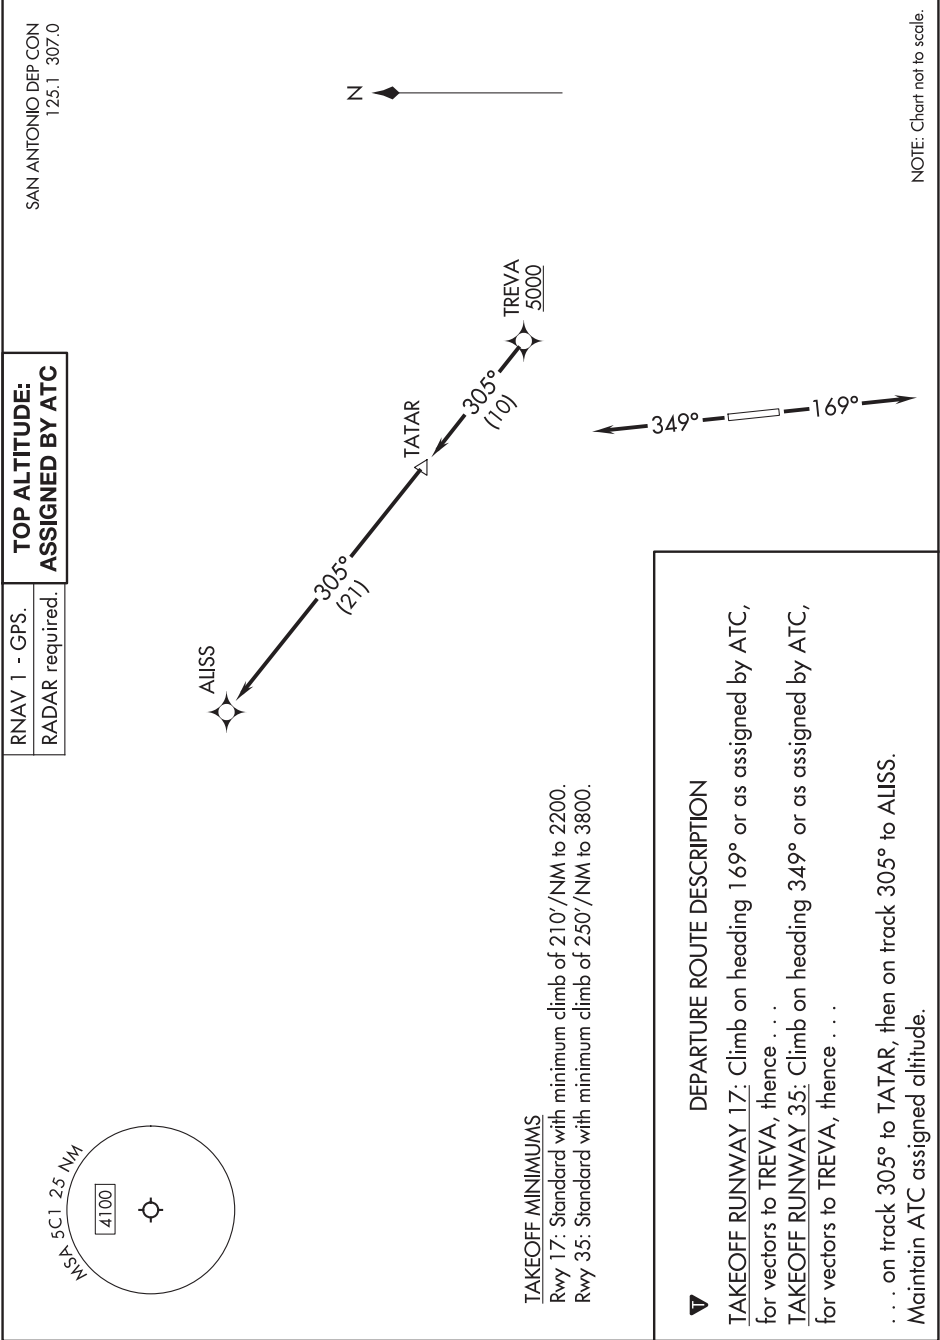 RNAV 1 - GPS.
RADAR required.
TOP ALTITUDE:
ASSIGNED BY ATC
SAN ANTONIO DEP CON
125.1 307.0
MSA 5C1 25 NM
4100
N
ALISS
305°
(21)
TATAR
305°
(10)
TREVA
5000
349°
169°
TAKEOFF MINIMUMS
Rwy 17: Standard with minimum climb of 210'/NM to 2200.
Rwy 35: Standard with minimum climb of 250'/NM to 3800.
T
DEPARTURE ROUTE DESCRIPTION
TAKEOFF RUNWAY 17: Climb on heading 169° or as assigned by ATC,
for vectors to TREVA, thence . . .
TAKEOFF RUNWAY 35: Climb on heading 349° or as assigned by ATC,
for vectors to TREVA, thence . . .
. . . . on track 305° to TATAR, then on track 305° to ALISS.
Maintain ATC assigned altitude.
NOTE: Chart not to scale.